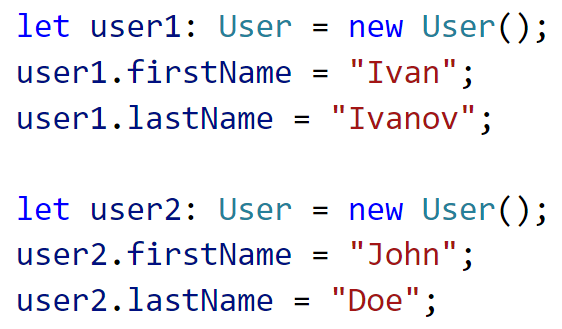 let user1: User = new User();
user1.firstName = "Ivan";
user1.lastName = "Ivanov";
let user2: User = new User();
user2.firstName = "John";
user2.lastName = "Doe";